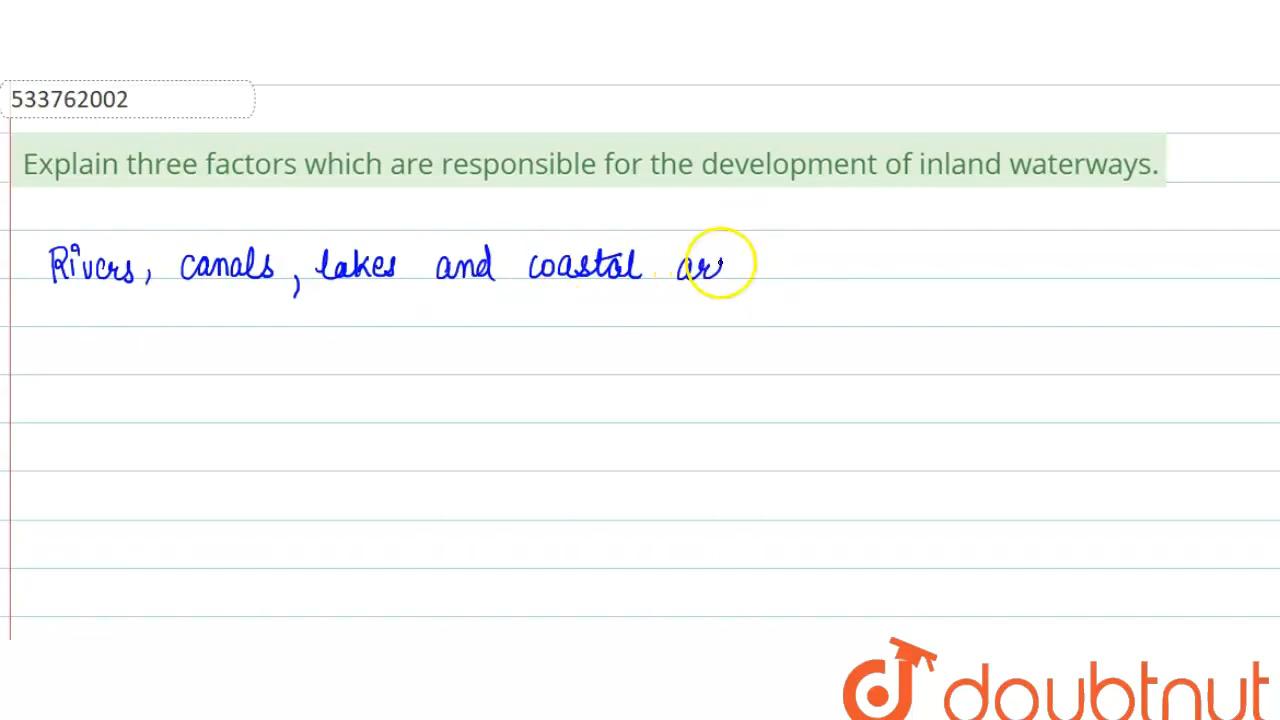 533762002
Explain three factors which are responsible for the development of inland waterways.
Rivers, canals, lakes and coastal ar
doubtnut